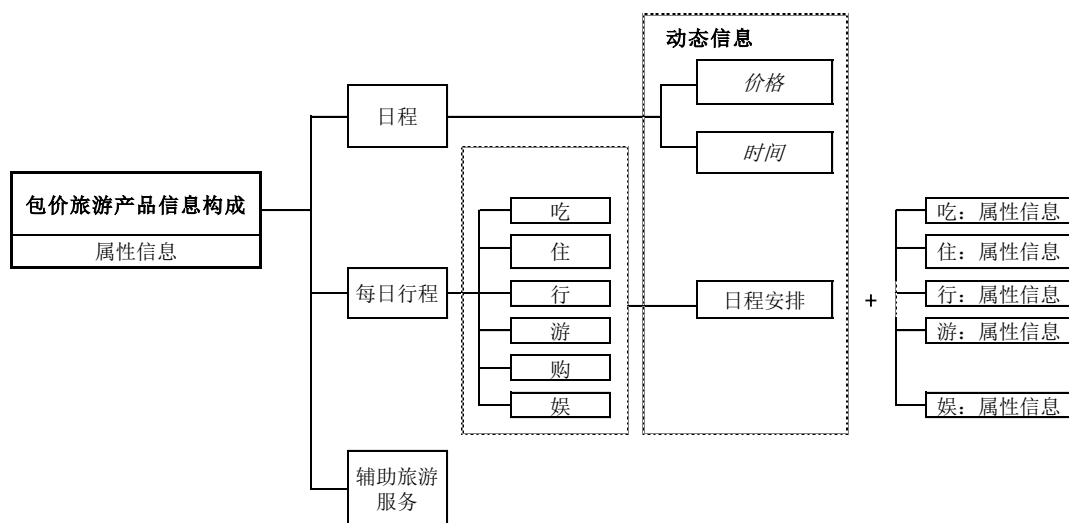 动态信息
价格
日程
时间
包价旅游产品信息构成
属性信息
吃
住
行
游
购
娱
每日行程
日程安排
+
吃：属性信息
住：属性信息
行：属性信息
游：属性信息
娱：属性信息
辅助旅游
服务